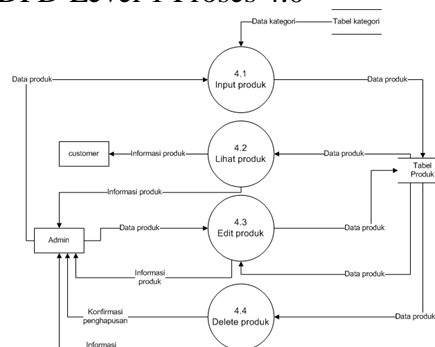 DFD Level 1 Proses 4.0
Data kategori
Tabel kategori
Data produk
4.1
Input produk
Data produk
4.2
Lihat produk
customer
Informasi produk
Data produk
Tabel
Produk
Informasi produk
Admin
Data produk
4.3
Edit produk
Data produk
Informasi
produk
Data produk
Konfirmasi
penghapusan
4.4
Delete produk
Data produk
Informasi